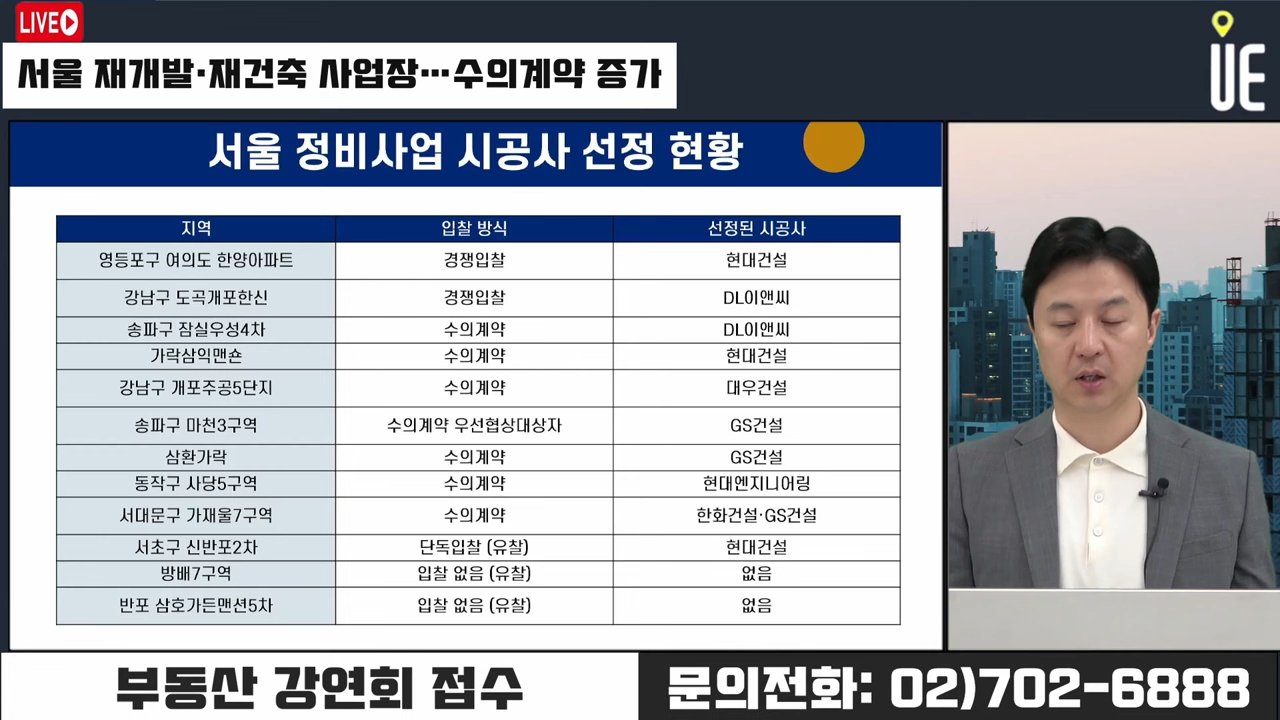 LIVE
서울 재개발·재건축 사업장…수의계약 증가
UE
서울 정비사업 시공사 선정 현황
지역 입찰 방식 선정된 시공사
영등포구 여의도 한양아파트 경쟁입찰 현대건설
강남구 도곡개포한신 경쟁입찰 DL이앤씨
송파구 잠실우성4차 수의계약 DL이앤씨
가락삼익맨숀 수의계약 현대건설
강남구 개포주공5단지 수의계약 대우건설
송파구 마천3구역 수의계약 우선협상대상자 GS건설
삼환가락 수의계약 GS건설
동작구 사당5구역 수의계약 현대엔지니어링
서대문구 가재울7구역 수의계약 한화건설·GS건설
서초구 신반포2차 단독입찰 (유찰) 현대건설
방배7구역 입찰 없음 (유찰) 없음
반포 삼호가든맨션5차 입찰 없음 (유찰) 없음
부동산 강연회 접수
문의전화: 02)702-6888